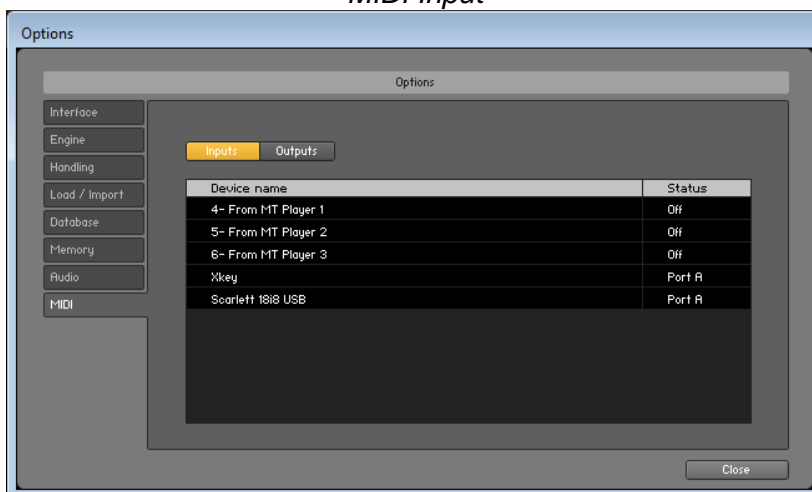 MIDI Input
Options
Options
Interface
Engine
Handling
Load / Import
Database
Memory
Audio
MIDI
Inputs Outputs
Device name Status
4- From MT Player 1 Off
5- From MT Player 2 Off
6- From MT Player 3 Off
Xkey Port A
Scarlett 18i8 USB Port A
Close